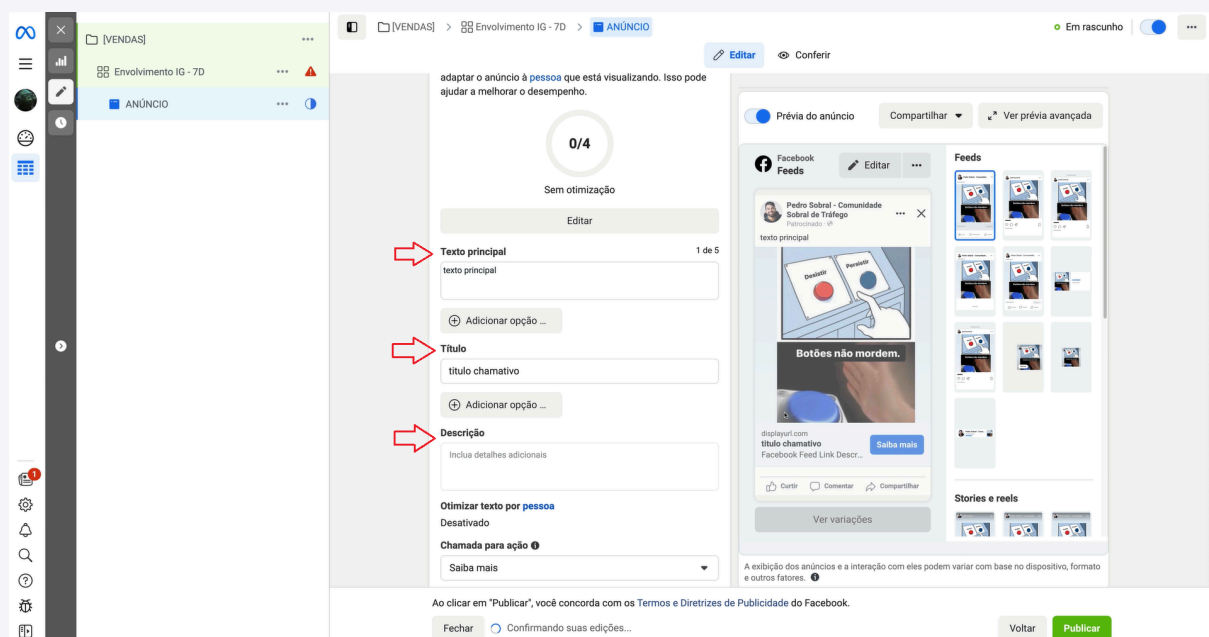 [VENDAS] > Envolvimento IG - 7D > ANÚNCIO
Em rascunho
Editar
Conferir
[VENDAS]
Envolvimento IG - 7D
ANÚNCIO
adaptar o anúncio à pessoa que está visualizando. Isso pode
ajudar a melhorar o desempenho.
0/4
Sem otimização
Editar
Texto principal
1 de 5
texto principal
Adicionar opção ...
Título
titulo chamativo
Adicionar opção ...
Descrição
Inclua detalhes adicionais
Otimizar texto por pessoa
Desativado
Chamada para ação
Saiba mais
Prévia do anúncio
Compartilhar
Ver prévia avançada
Facebook
Feeds
Editar
Pedro Sobral - Comunidade
Sobral de Tráfego
Patrocinado
texto principal
Desistir
Persistir
Botões não mordem.
displayurl.com
titulo chamativo
Facebook Feed Link Descr...
Saiba mais
Curtir
Comentar
Compartilhar
Ver variações
Feeds
Stories e reels
A exibição dos anúncios e a interação com eles podem variar com base no dispositivo, formato
e outros fatores.
1
Ao clicar em "Publicar", você concorda com os Termos e Diretrizes de Publicidade do Facebook.
Fechar
Confirmando suas edições...
Voltar
Publicar